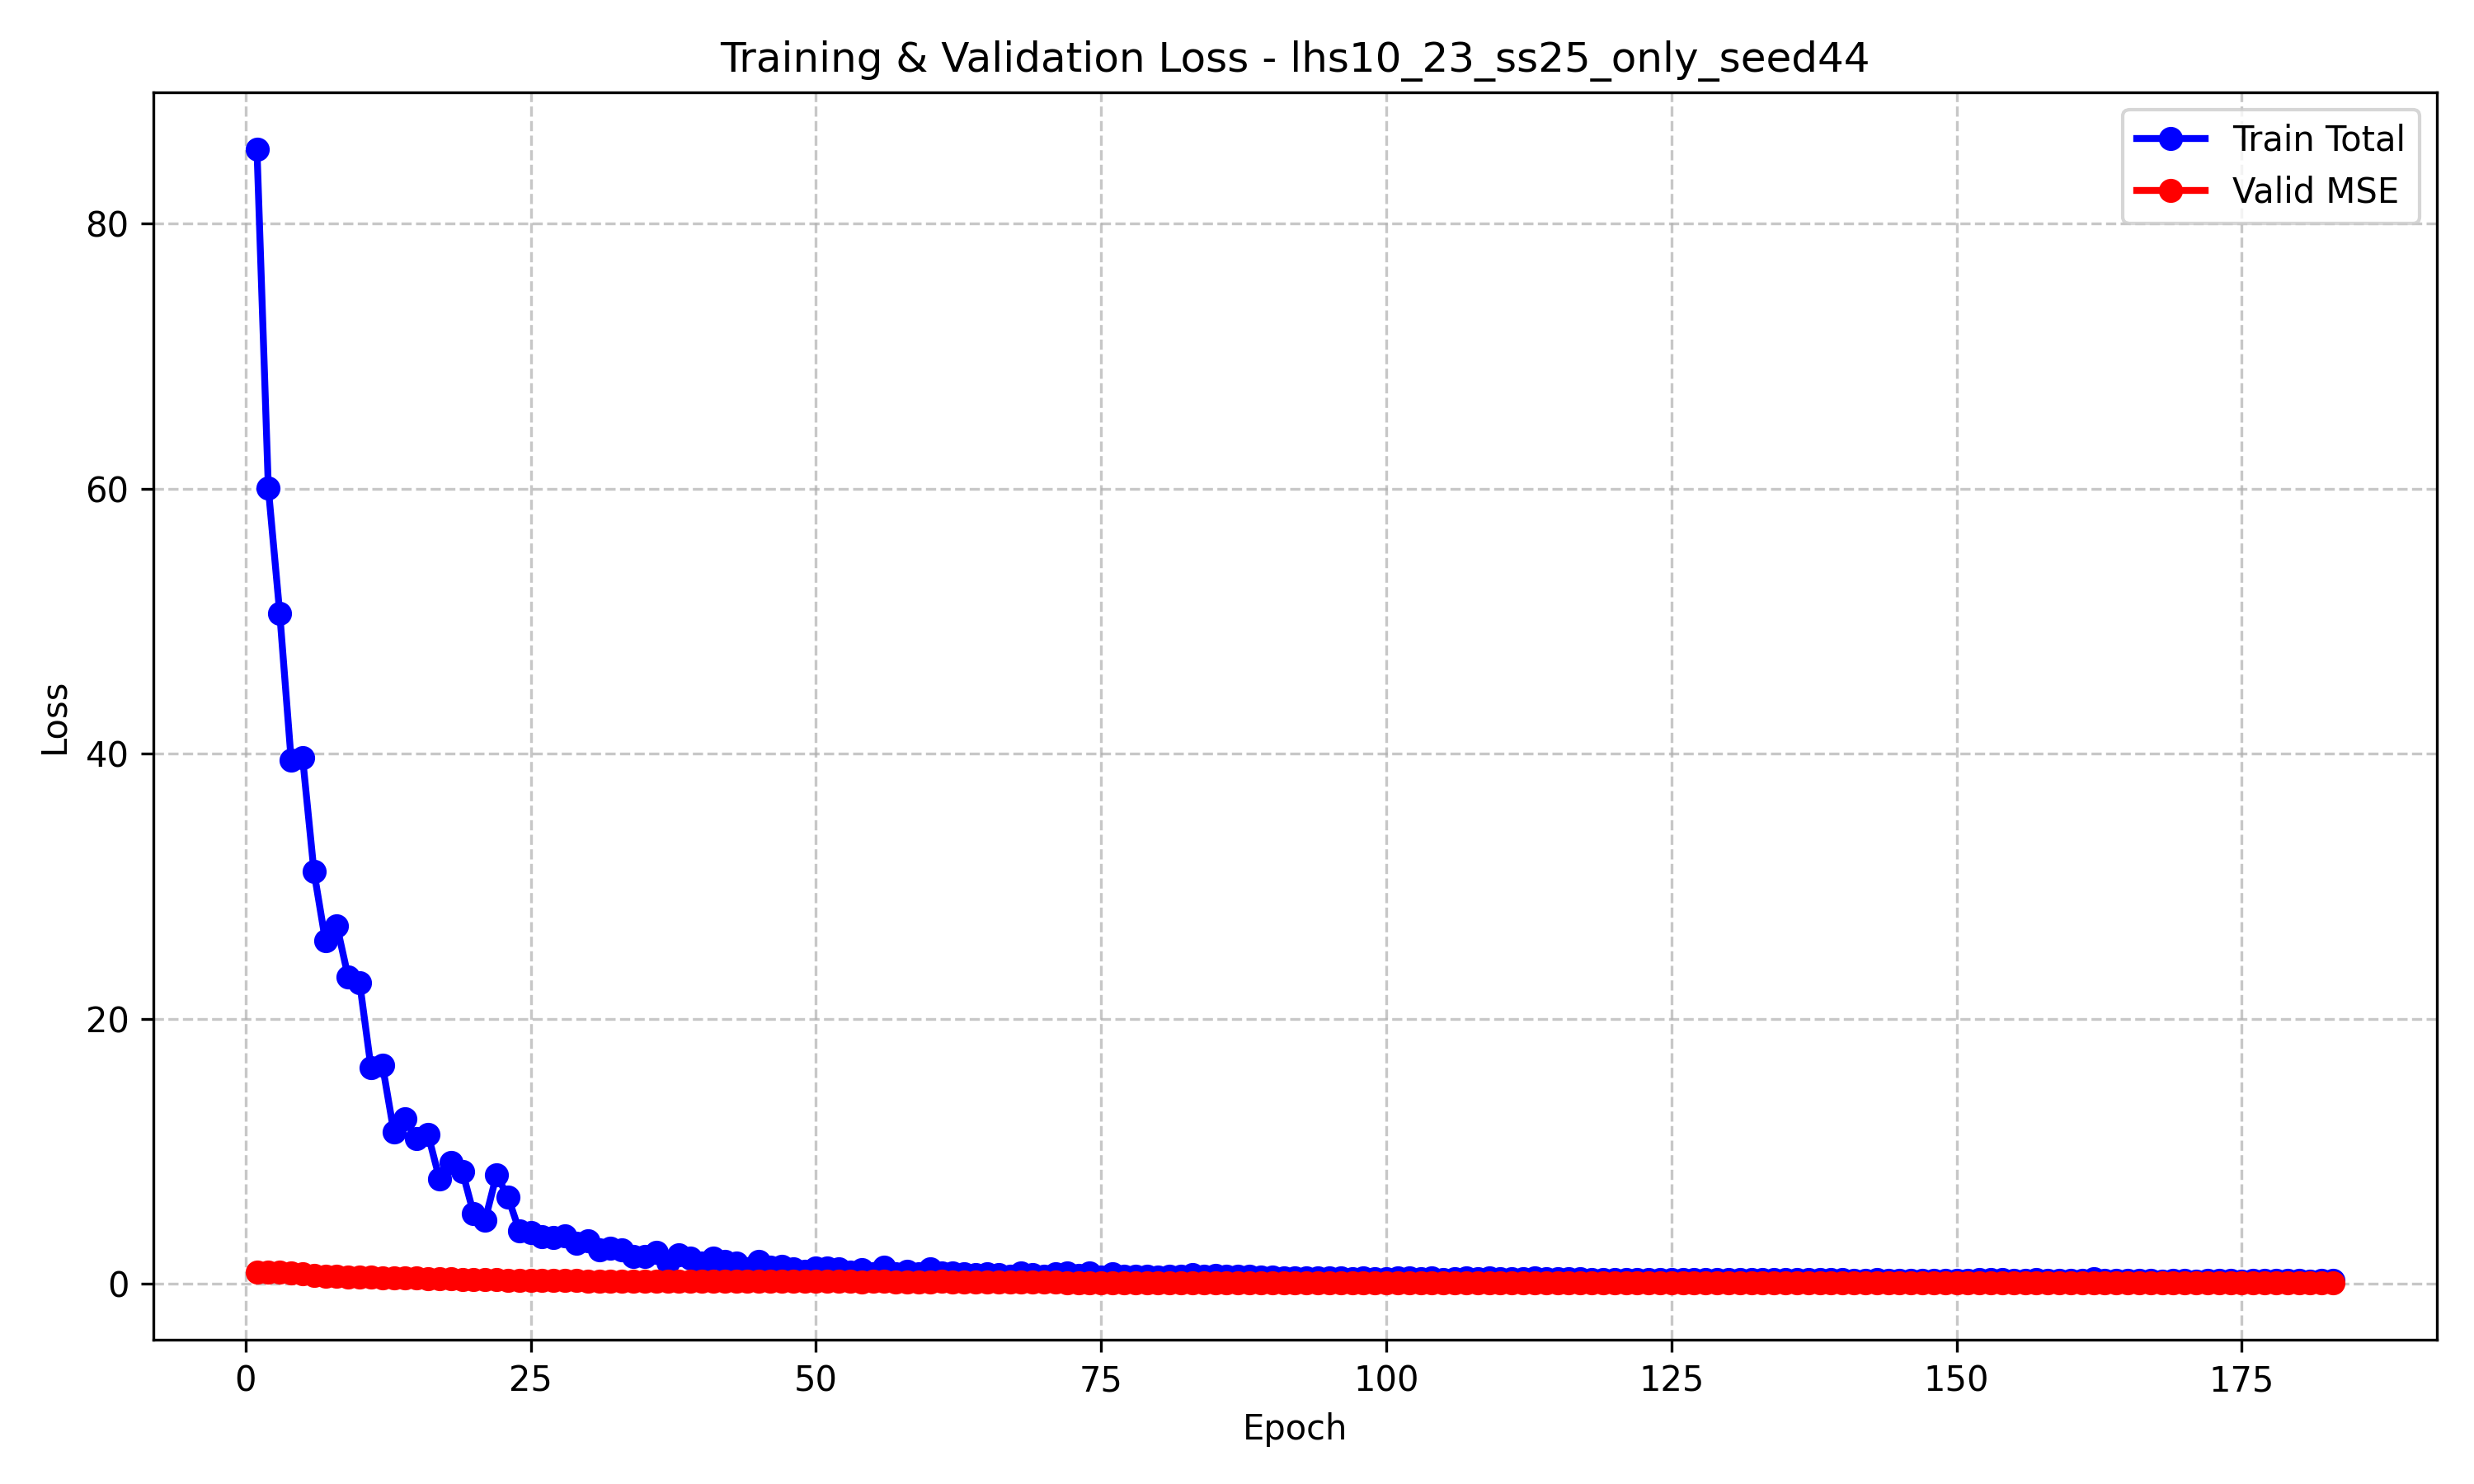 Training & Validation Loss - lhs10_23_ss25_only_seed44
Train Total
Valid MSE
80
60
40
20
0
Loss
0 25 50 75 100 125 150 175
Epoch